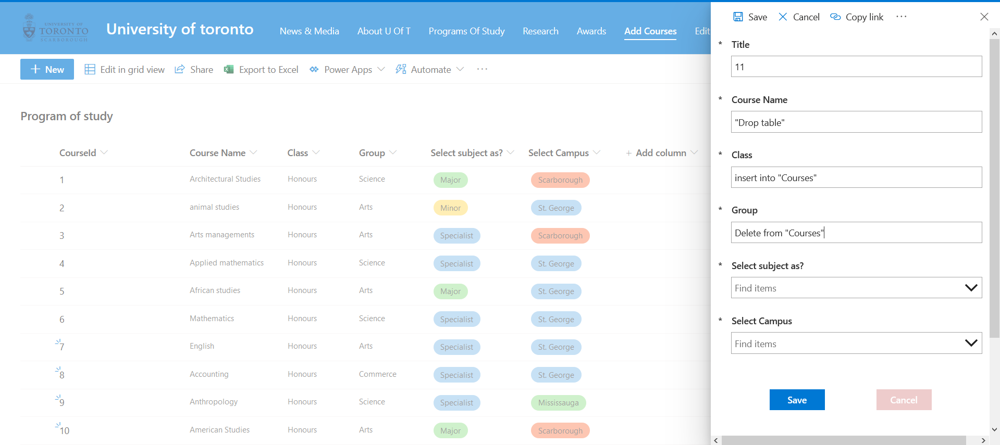 UNIVERSITY OF
TORONTO
SCARBOROUGH
University of toronto
News & Media About U Of T Programs Of Study Research Awards Add Courses Edit
+ New Edit in grid view Share Export to Excel Power Apps Automate ···
Program of study
CourseId Course Name Class Group Select subject as? Select Campus + Add column
1 Architectural Studies Honours Science Major Scarborough
2 animal studies Honours Arts Minor St. George
3 Arts managements Honours Arts Specialist Scarborough
4 Applied mathematics Honours Science Specialist St. George
5 African studies Honours Arts Major St. George
6 Mathematics Honours Science Specialist St. George
7 English Honours Arts Specialist St. George
8 Accounting Honours Commerce Specialist St. George
9 Anthropology Honours Science Specialist Mississauga
10 American Studies Honours Arts Major Scarborough
Save Cancel Copy link ···
* Title
11
* Course Name
"Drop table"
* Class
insert into "Courses"
* Group
Delete from "Courses"
* Select subject as?
Find items
* Select Campus
Find items
Save Cancel